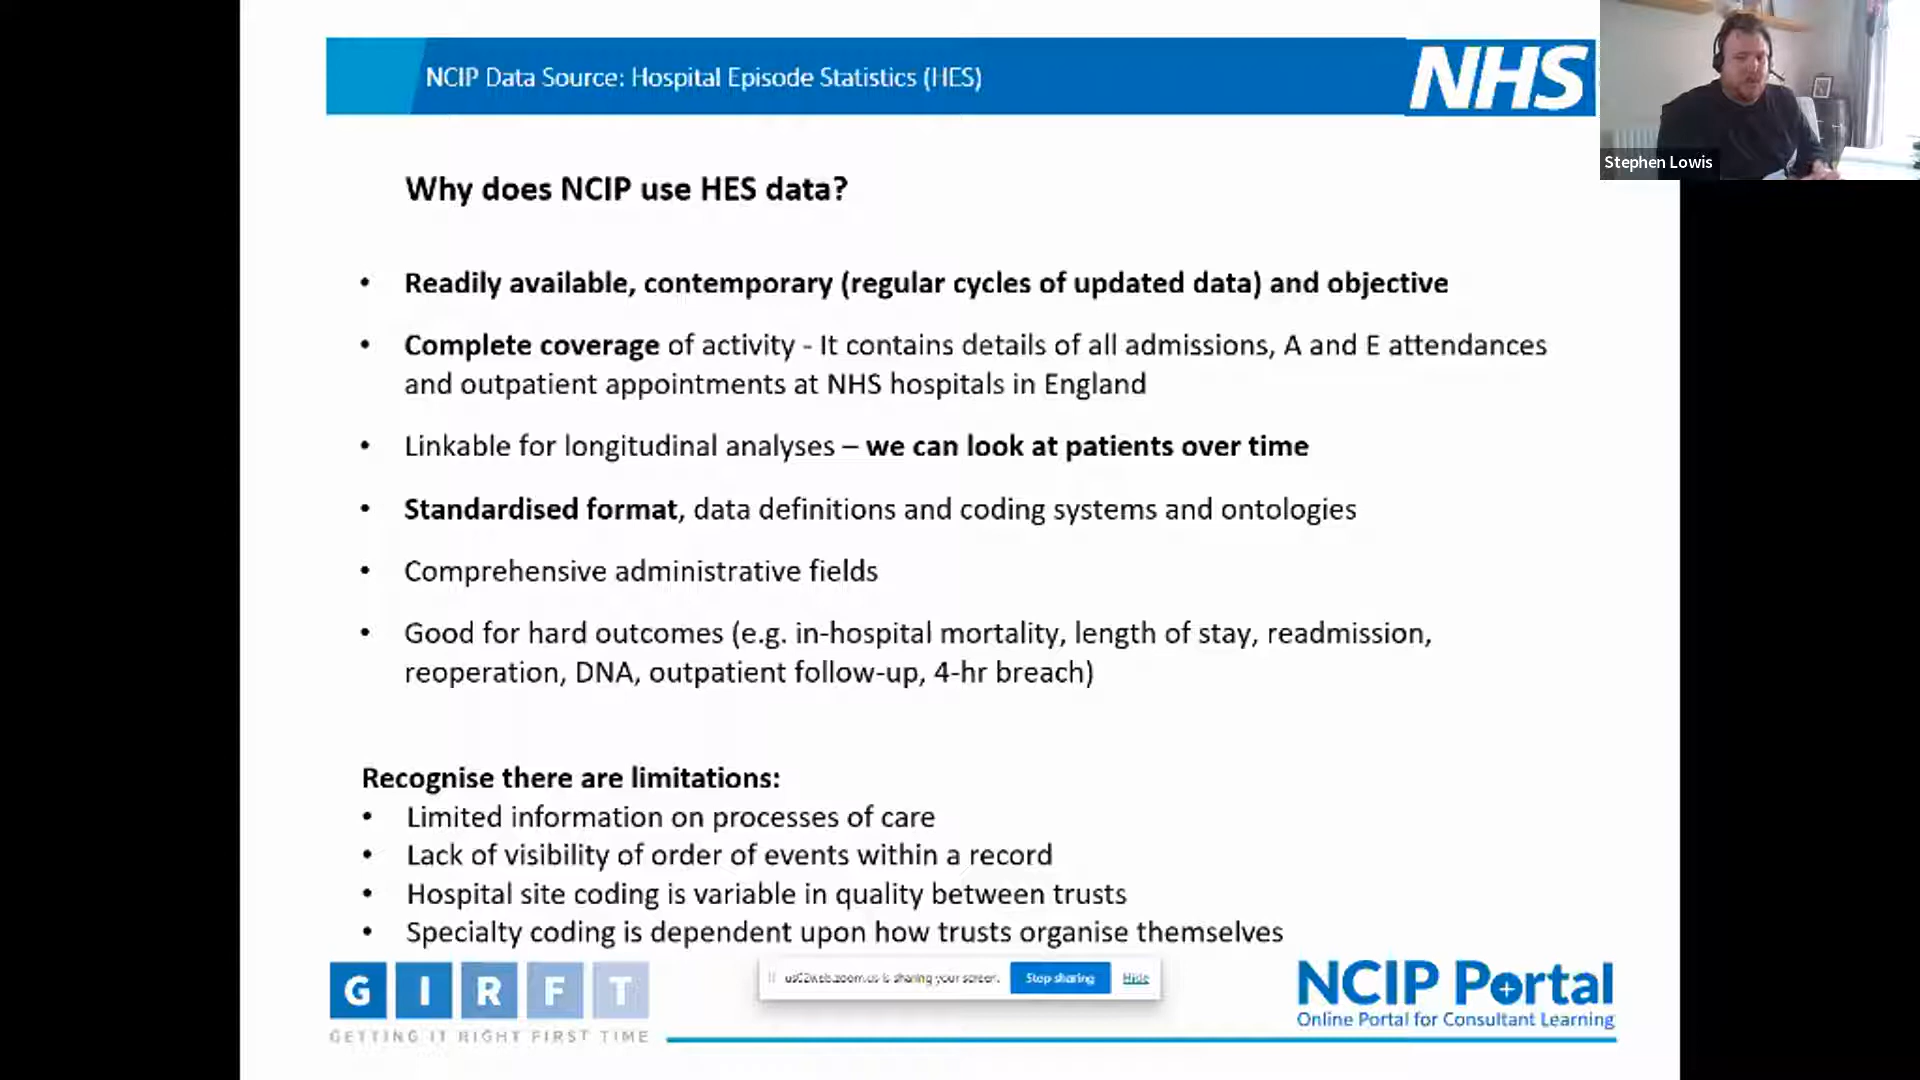 NCIP Data Source: Hospital Episode Statistics (HES)
NHS
Stephen Lowis
Why does NCIP use HES data?
• Readily available, contemporary (regular cycles of updated data) and objective
• Complete coverage of activity - It contains details of all admissions, A and E attendances
and outpatient appointments at NHS hospitals in England
• Linkable for longitudinal analyses – we can look at patients over time
• Standardised format, data definitions and coding systems and ontologies
• Comprehensive administrative fields
• Good for hard outcomes (e.g. in-hospital mortality, length of stay, readmission,
reoperation, DNA, outpatient follow-up, 4-hr breach)
Recognise there are limitations:
• Limited information on processes of care
• Lack of visibility of order of events within a record
• Hospital site coding is variable in quality between trusts
• Specialty coding is dependent upon how trusts organise themselves
GIRFT
GETTING IT RIGHT FIRST TIME
us02web.zoom.us is sharing your screen. Stop sharing Hide
NCIP Portal
Online Portal for Consultant Learning